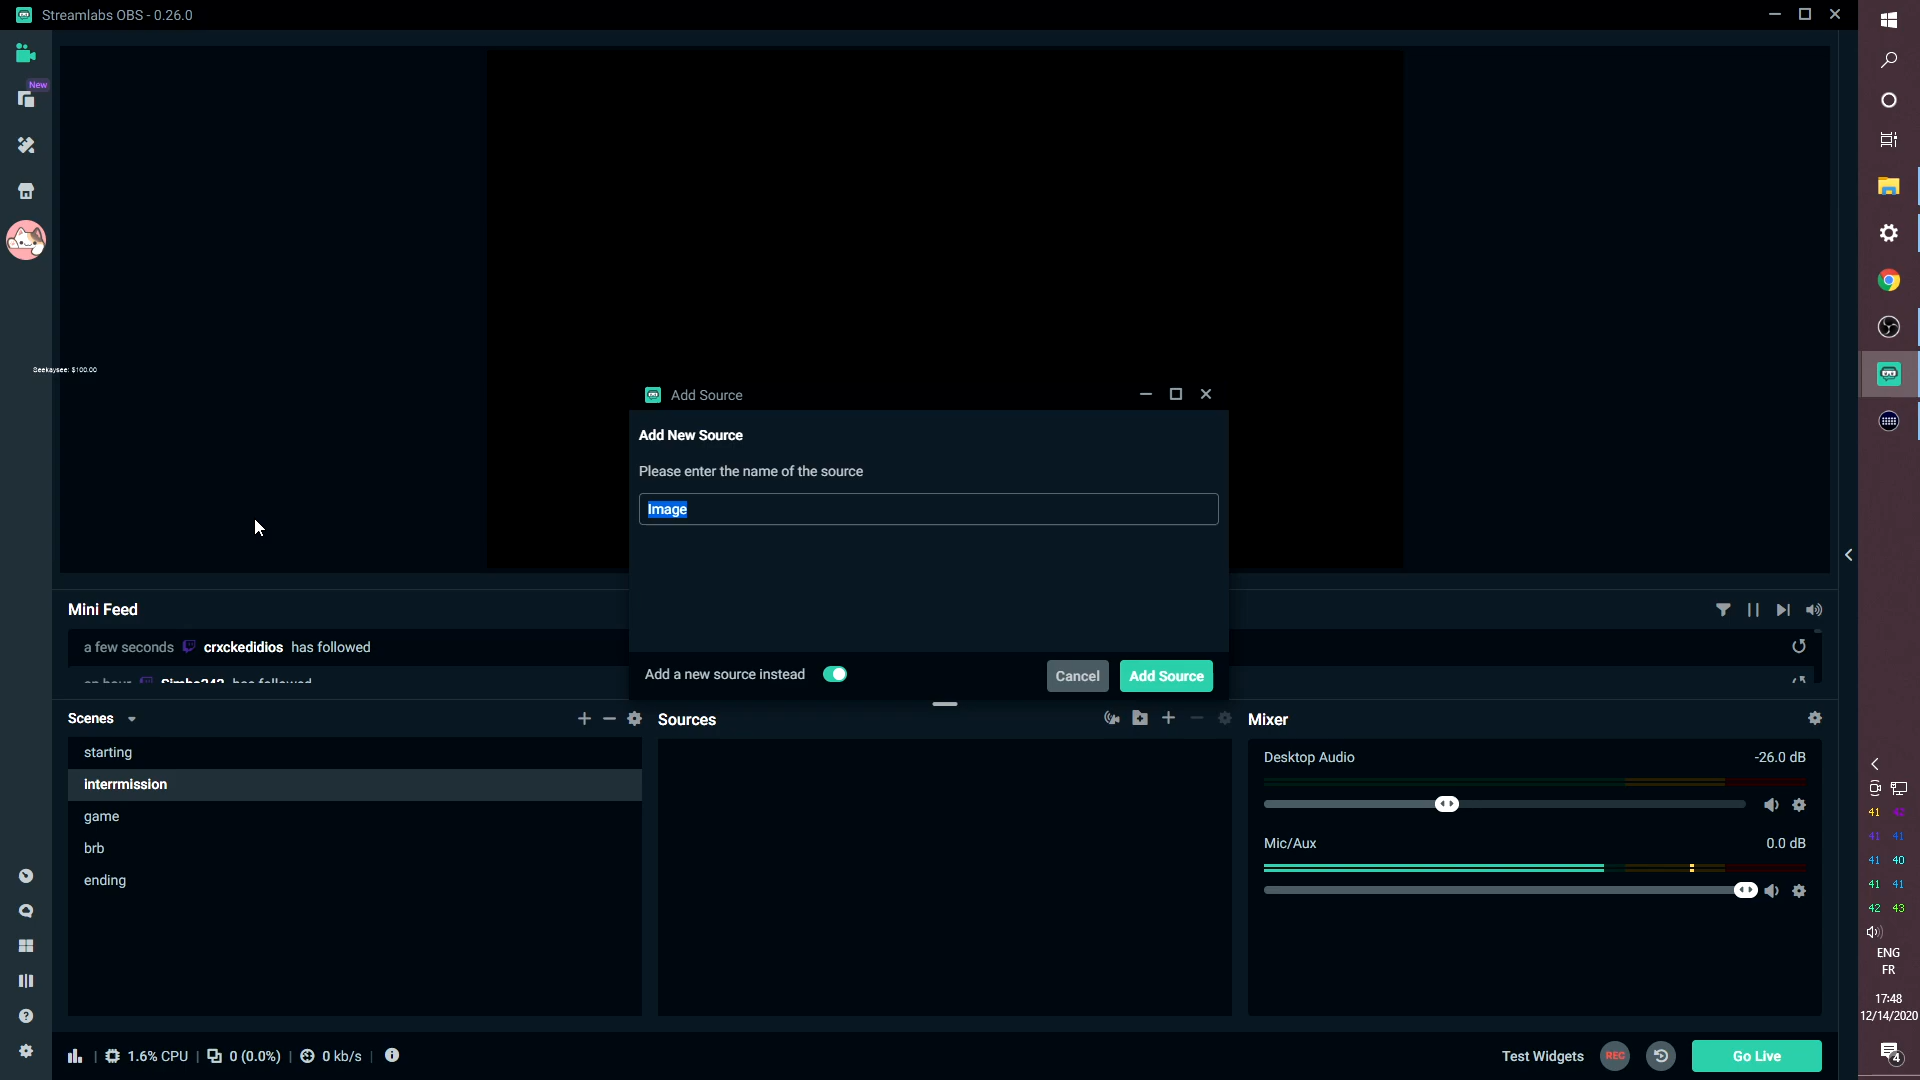 Streamlabs OBS - 0.26.0
New
Seekaysee: $100.00
Add Source
Add New Source
Please enter the name of the source
Image
Add a new source instead
Cancel
Add Source
Mini Feed
a few seconds crxckedidios has followed
Scenes
starting
interrmission
game
brb
ending
Sources
Mixer
Desktop Audio
-26.0 dB
Mic/Aux
0.0 dB
1.6% CPU
0 (0.0%)
0 kb/s
Test Widgets
REC
Go Live
41 42
41 41
41 40
41 41
42 43
ENG
FR
17:48
12/14/2020
4